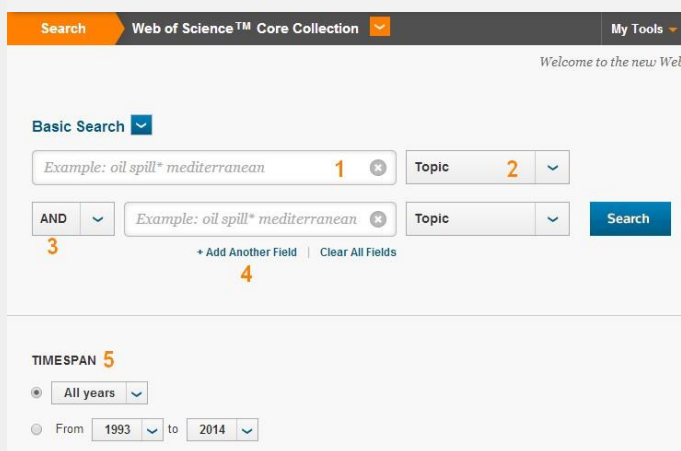 Search Web of Science™ Core Collection My Tools
Welcome to the new Web
Basic Search
Example: oil spill* mediterranean 1 Topic 2
AND Example: oil spill* mediterranean Topic Search
3
+ Add Another Field | Clear All Fields
4
TIMESPAN 5
All years
From 1993 to 2014